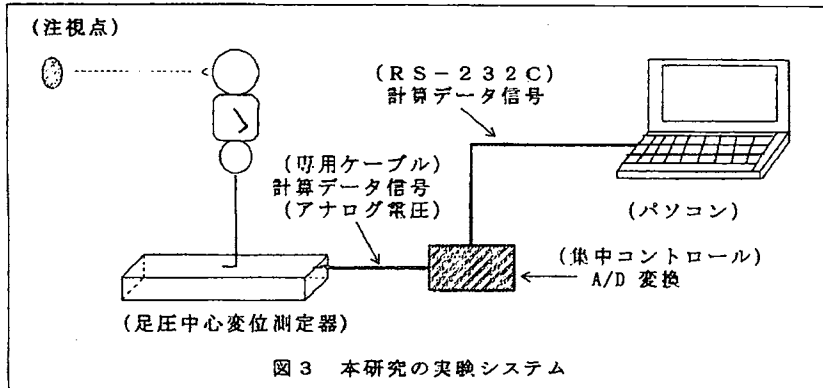 (注視点)
(RS-232C)
計算データ信号
(専用ケーブル)
計算データ信号
(アナログ電圧)
(パソコン)
(集中コントロール)
A/D 変換
(足圧中心変位測定器)
図3 本研究の実験システム